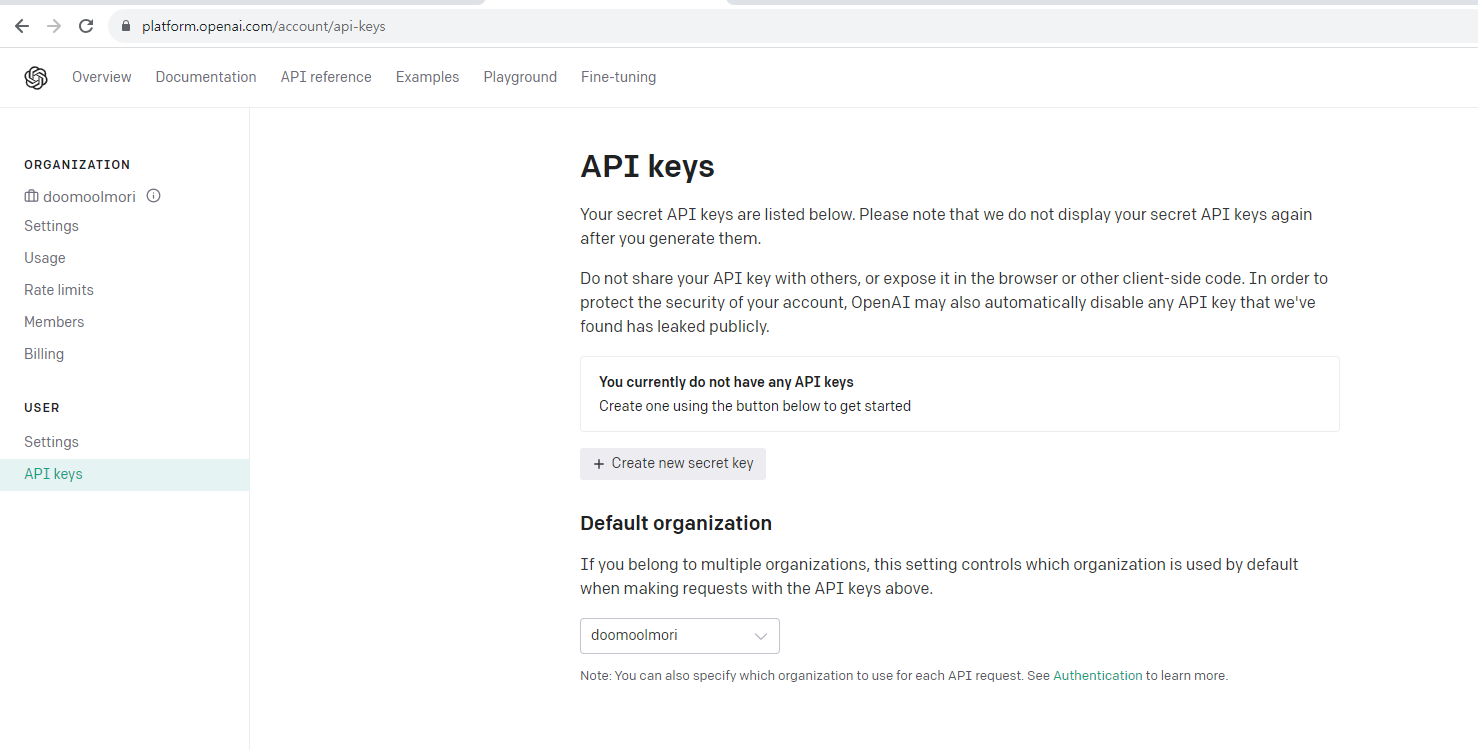 platform.openai.com/account/api-keys
Overview Documentation API reference Examples Playground Fine-tuning
ORGANIZATION
doomoolmori
Settings
Usage
Rate limits
Members
Billing
USER
Settings
API keys
API keys
Your secret API keys are listed below. Please note that we do not display your secret API keys again
after you generate them.
Do not share your API key with others, or expose it in the browser or other client-side code. In order to
protect the security of your account, OpenAI may also automatically disable any API key that we've
found has leaked publicly.
You currently do not have any API keys
Create one using the button below to get started
+ Create new secret key
Default organization
If you belong to multiple organizations, this setting controls which organization is used by default
when making requests with the API keys above.
doomoolmori
Note: You can also specify which organization to use for each API request. See Authentication to learn more.